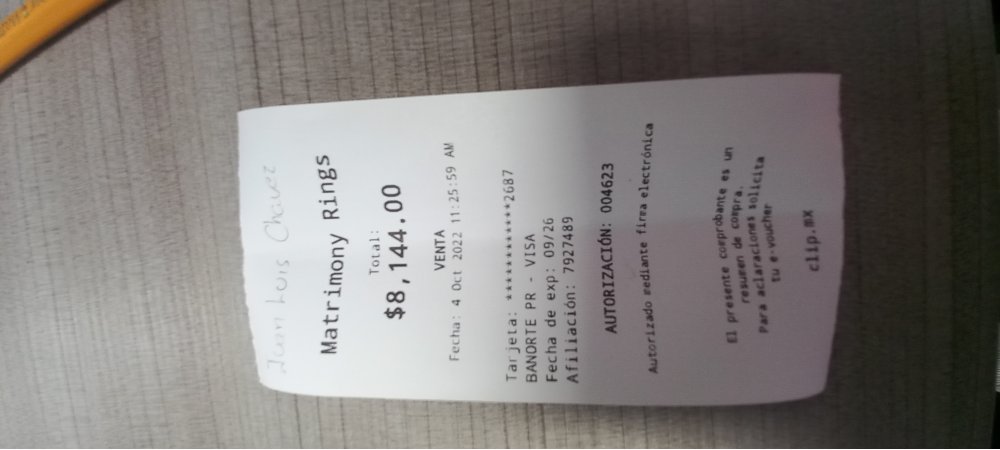 Juan Luis Chavez
Matrimony Rings
Total:
$8,144.00
VENTA
Fecha: 4 Oct 2022 11:25:59 AM
Tarjeta: ************2687
BANORTE PR - VISA
Fecha de exp: 09/26
Afiliación: 7927489
AUTORIZACIÓN: 004623
Autorizado mediante firma electrónica
El presente comprobante es un
resumen de compra.
Para aclaraciones solicita
tu e-voucher
clip.mx